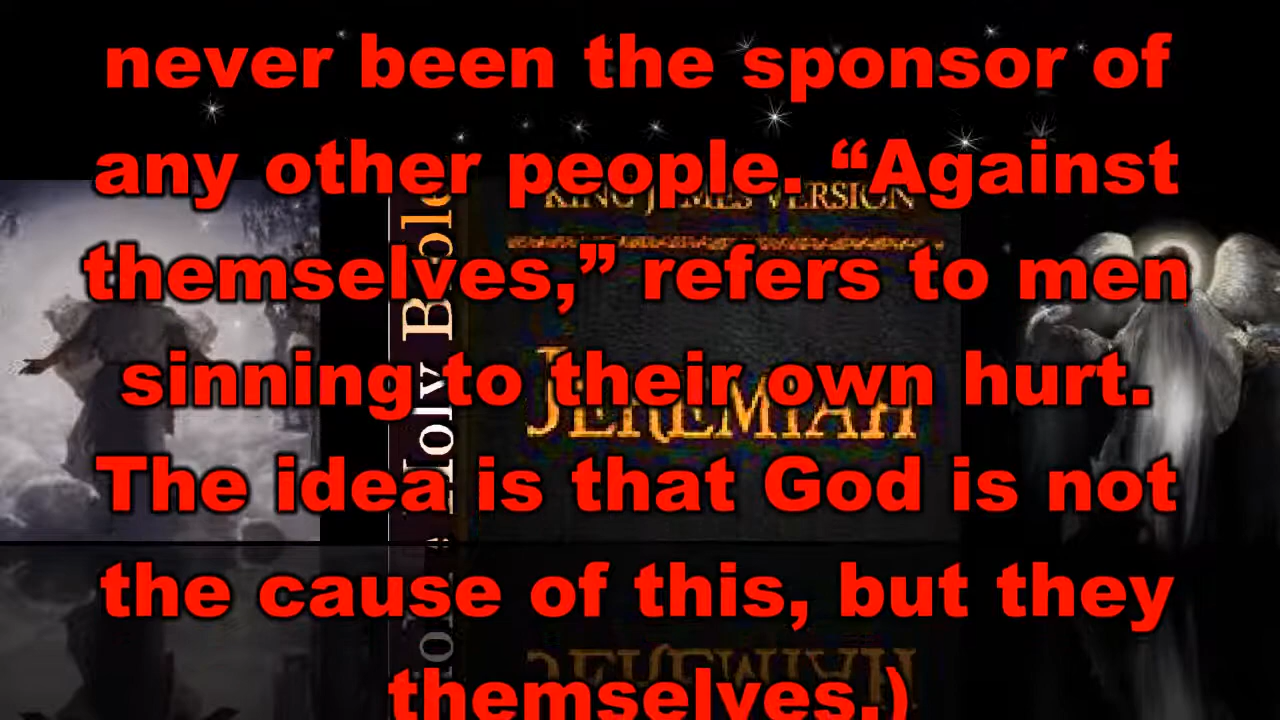 never been the sponsor of
any other people. “Against
themselves,” refers to men
sinning to their own hurt.
The idea is that God is not
the cause of this, but they
themselves.)
KING JAMES VERSION
JEREMIAH
Holy Bible
JEREMIAH